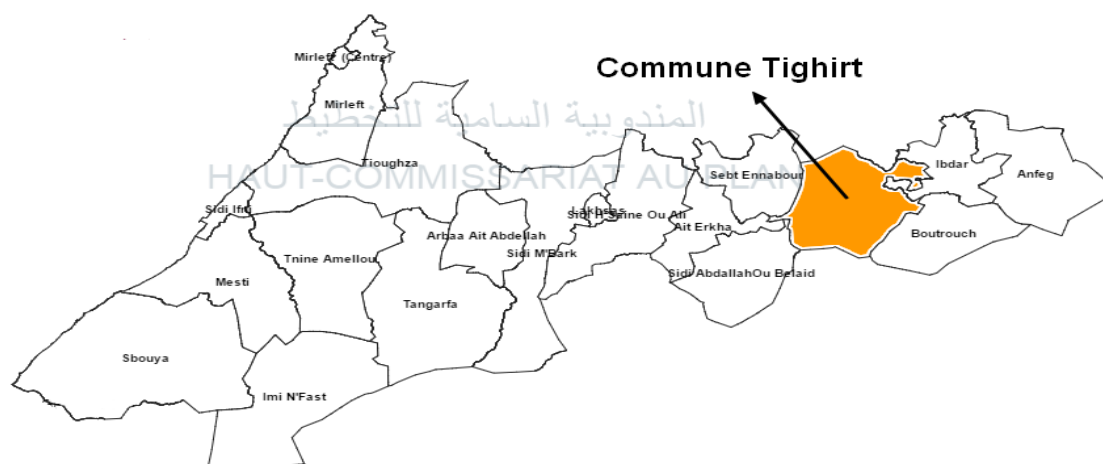 Mirleft (Centre)
Commune Tighirt
Mirleft
المندوبية السامية للتخطيط
Tioughza
Ibdar
HAUT-COMMISSARIAT AU PLAN
Sebt Ennabour
Anfeg
Sidi Ifni
Lakhsas
Sidi H'Saine Ou Ali
Ait Erkha
Arbaa Ait Abdellah
Boutrouch
Sidi M'Bark
Tnine Amellou
Sidi AbdallahOu Belaid
Mesti
Tangarfa
Sbouya
Imi N'Fast